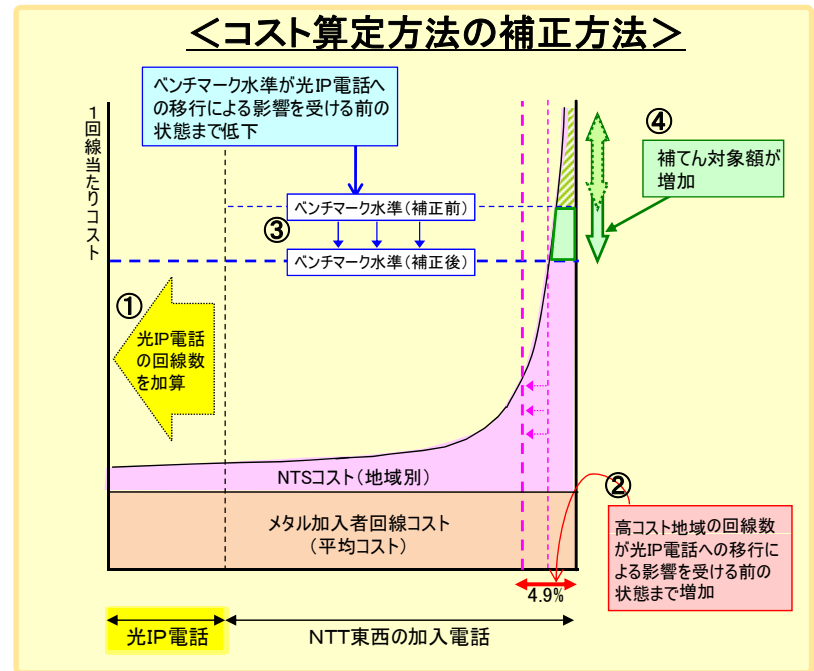 ＜コスト算定方法の補正方法＞
ベンチマーク水準が光IP電話へ
の移行による影響を受ける前の
状態まで低下
1回線当たりコスト
④
補てん対象額が
増加
ベンチマーク水準（補正前）
③
ベンチマーク水準（補正後）
①
光IP電話
の回線数
を加算
NTSコスト（地域別）
②
メタル加入者回線コスト
（平均コスト）
高コスト地域の回線数
が光IP電話への移行に
よる影響を受ける前の
状態まで増加
4.9%
光IP電話
NTT東西の加入電話